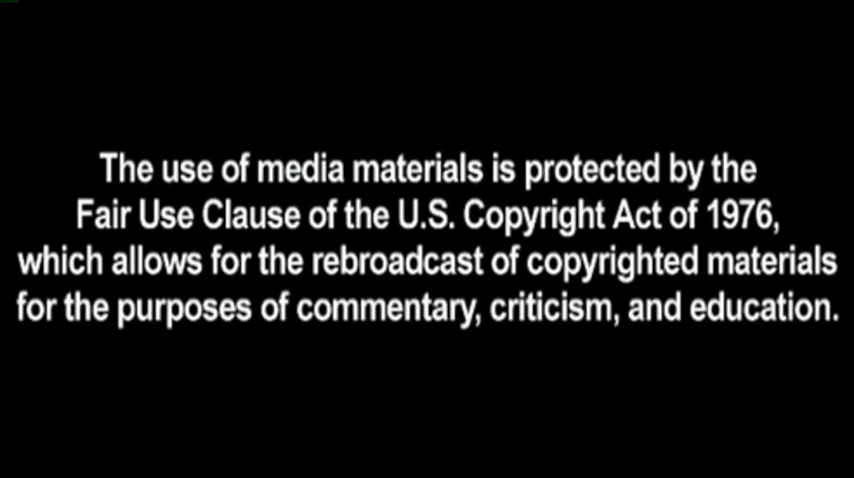 The use of media materials is protected by the
Fair Use Clause of the U.S. Copyright Act of 1976,
which allows for the rebroadcast of copyrighted materials
for the purposes of commentary, criticism, and education.